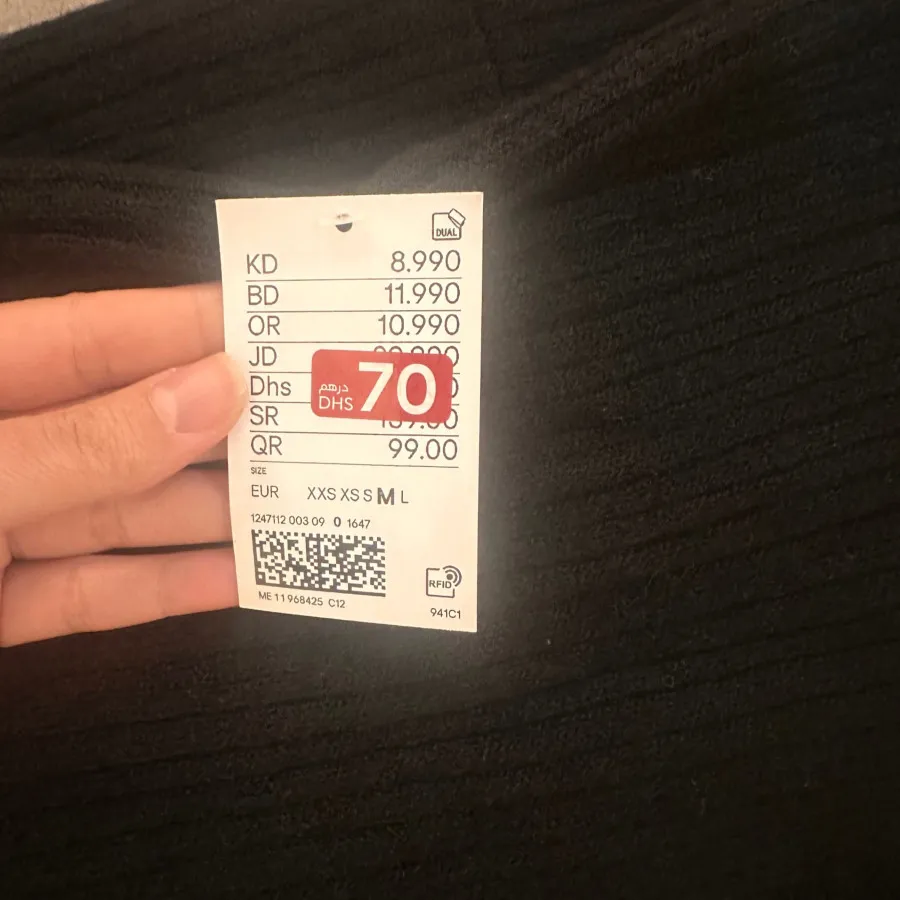 DUAL
KD 8.990
BD 11.990
OR 10.990
JD
Dhs
درهم
DHS 70
SR
QR 99.00
SIZE
EUR XXS XS S M L
1247112 003 09 0 1647
RFID
ME 11 968425 C12
941C1